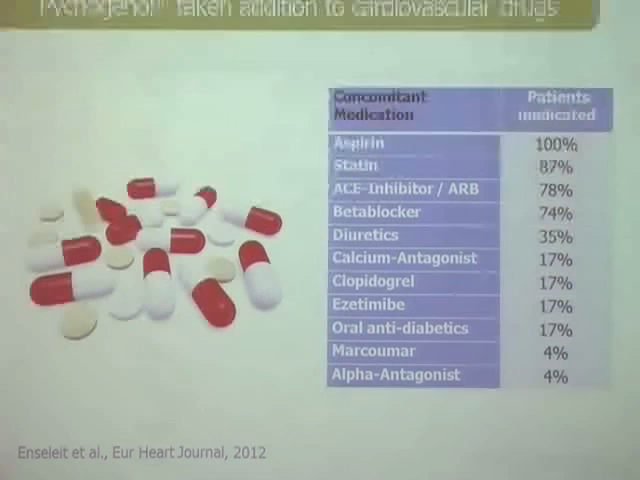 Pycnogenol® taken addition to cardiovascular drugs
Concomitant Medication
Patients medicated
Aspirin 100%
Statin 87%
ACE-Inhibitor / ARB 78%
Betablocker 74%
Diuretics 35%
Calcium-Antagonist 17%
Clopidogrel 17%
Ezetimibe 17%
Oral anti-diabetics 17%
Marcoumar 4%
Alpha-Antagonist 4%
Enseleit et al., Eur Heart Journal, 2012